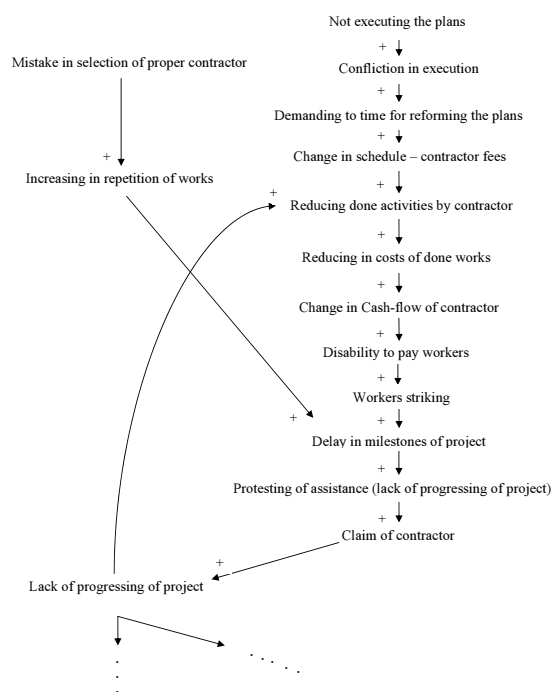 Not executing the plans
+
Mistake in selection of proper contractor
Confliction in execution
+
Demanding to time for reforming the plans
+
Change in schedule – contractor fees
+
+
Increasing in repetition of works
+
Reducing done activities by contractor
+
Reducing in costs of done works
+
Change in Cash-flow of contractor
+
Disability to pay workers
+
Workers striking
+
+
Delay in milestones of project
+
Protesting of assistance (lack of progressing of project)
+
Claim of contractor
+
Lack of progressing of project